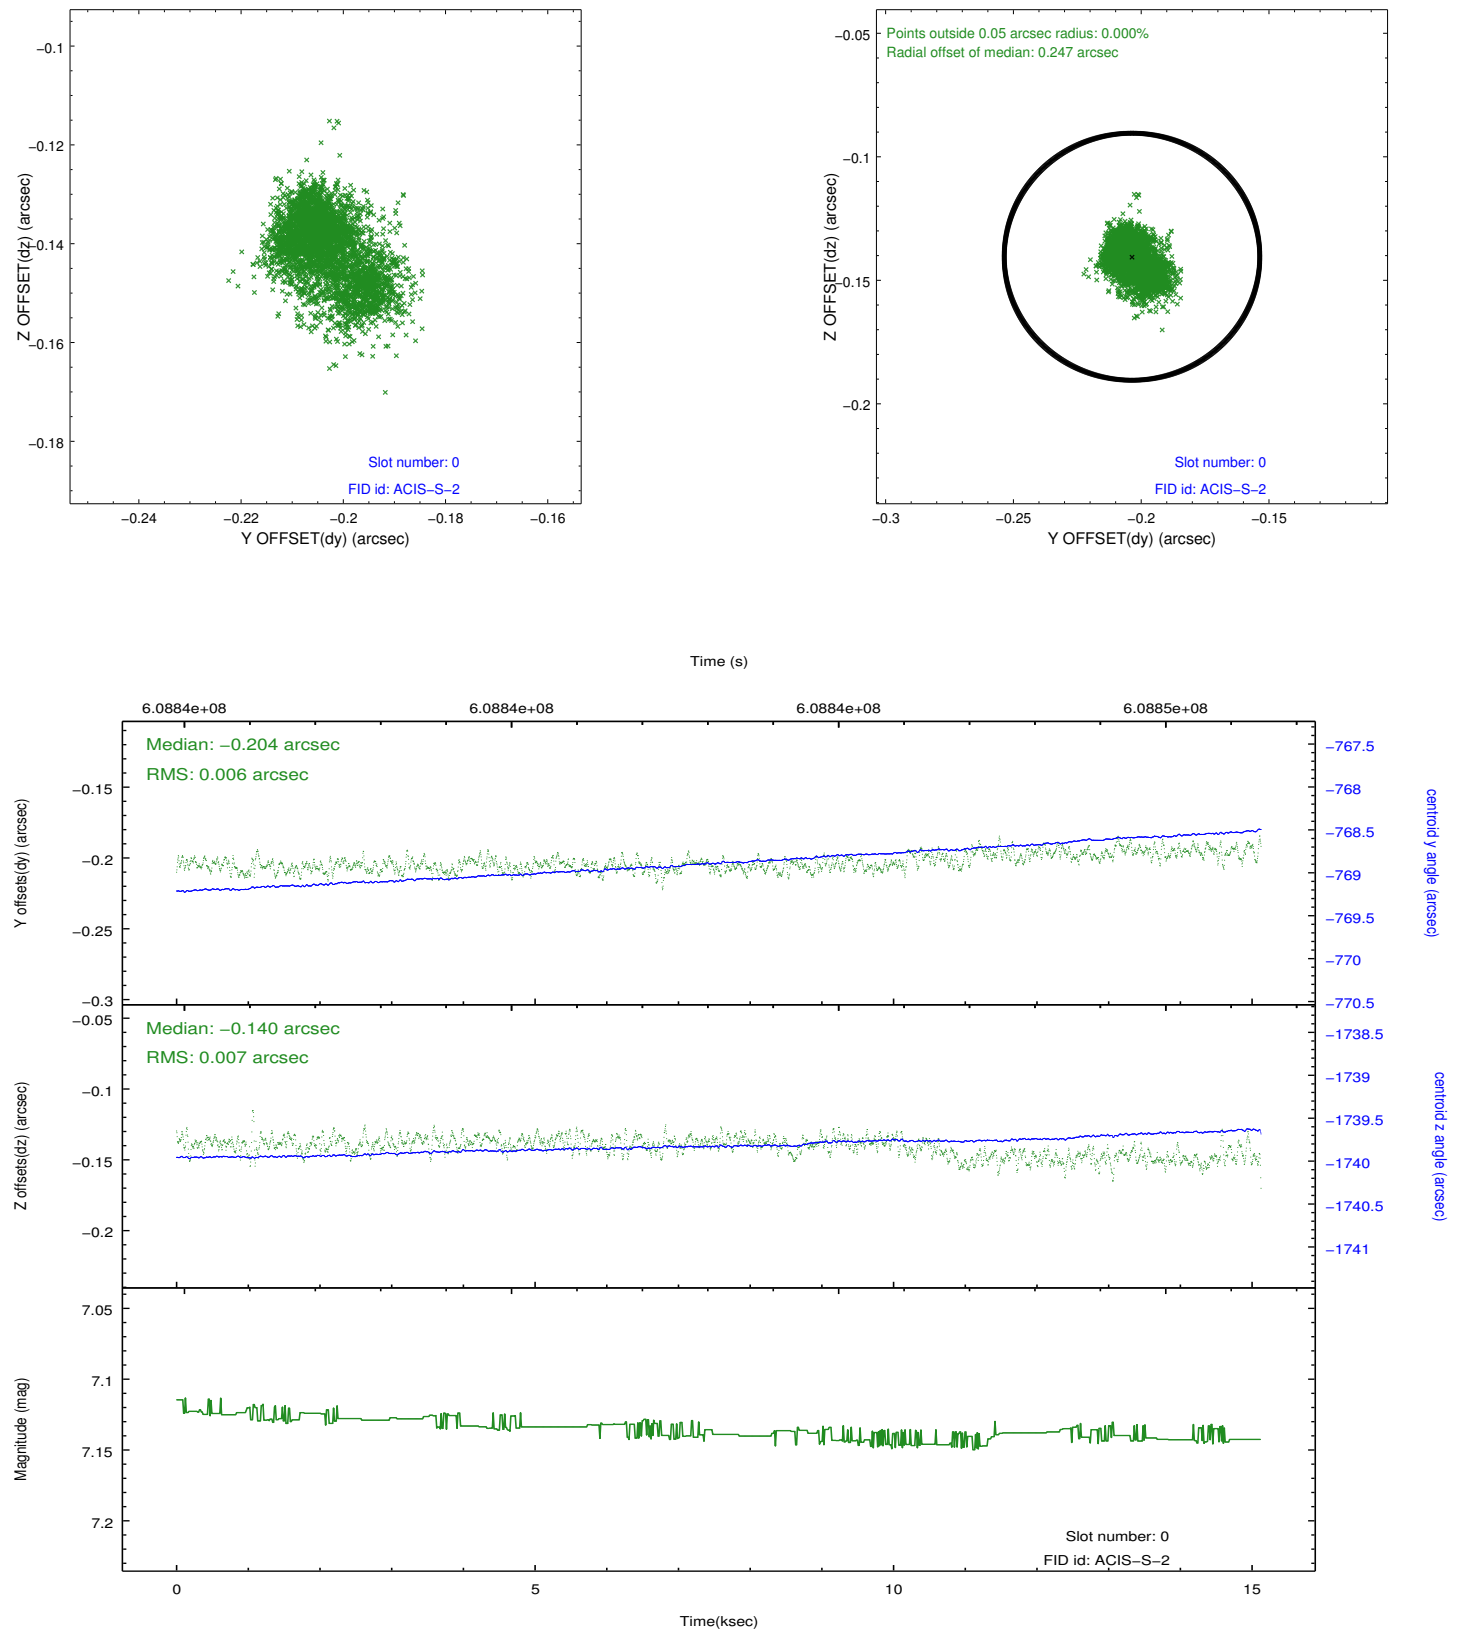 −0.1
−0.12
−0.14
−0.16
−0.18
Z OFFSET(dz) (arcsec)
Slot number: 0
FID id: ACIS−S−2
−0.24 −0.22 −0.2 −0.18 −0.16
Y OFFSET(dy) (arcsec)
Points outside 0.05 arcsec radius: 0.000%
Radial offset of median: 0.247 arcsec
−0.05
−0.1
−0.15
−0.2
Z OFFSET(dz) (arcsec)
Slot number: 0
FID id: ACIS−S−2
−0.3 −0.25 −0.2 −0.15
Y OFFSET(dy) (arcsec)
Time (s)
6.0884e+08 6.0884e+08 6.0884e+08 6.0885e+08
Median: −0.204 arcsec
RMS: 0.006 arcsec
−0.15
−0.2
−0.25
−0.3
Y offsets(dy) (arcsec)
−767.5
−768
−768.5
−769
−769.5
−770
−770.5
centroid y angle (arcsec)
Median: −0.140 arcsec
RMS: 0.007 arcsec
−0.05
−0.1
−0.15
−0.2
Z offsets(dz) (arcsec)
−1738.5
−1739
−1739.5
−1740
−1740.5
−1741
centroid z angle (arcsec)
7.05
7.1
7.15
7.2
Magnitude (mag)
Slot number: 0
FID id: ACIS−S−2
0 5 10 15
Time(ksec)